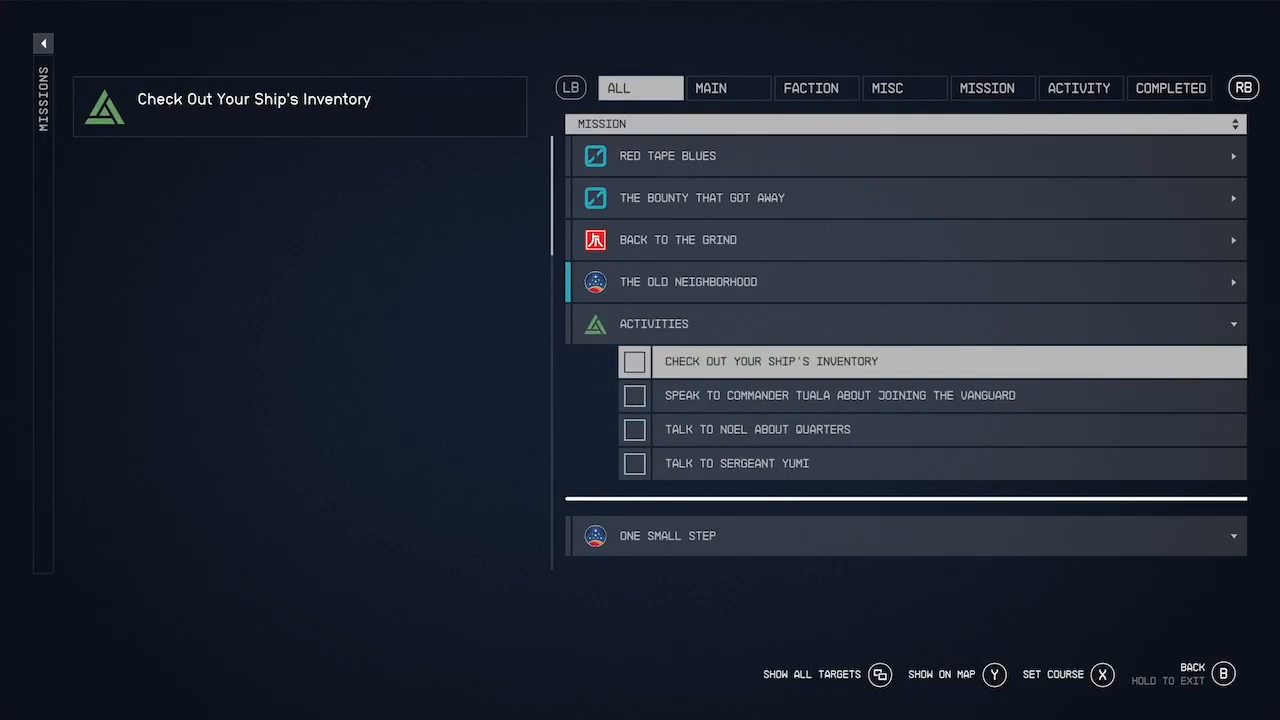 MISSIONS
Check Out Your Ship's Inventory
LB
ALL
MAIN
FACTION
MISC
MISSION
ACTIVITY
COMPLETED
RB
MISSION
RED TAPE BLUES
THE BOUNTY THAT GOT AWAY
BACK TO THE GRIND
THE OLD NEIGHBORHOOD
ACTIVITIES
CHECK OUT YOUR SHIP'S INVENTORY
SPEAK TO COMMANDER TUALA ABOUT JOINING THE VANGUARD
TALK TO NOEL ABOUT QUARTERS
TALK TO SERGEANT YUMI
ONE SMALL STEP
SHOW ALL TARGETS
SHOW ON MAP
Y
SET COURSE
X
BACK
HOLD TO EXIT
B